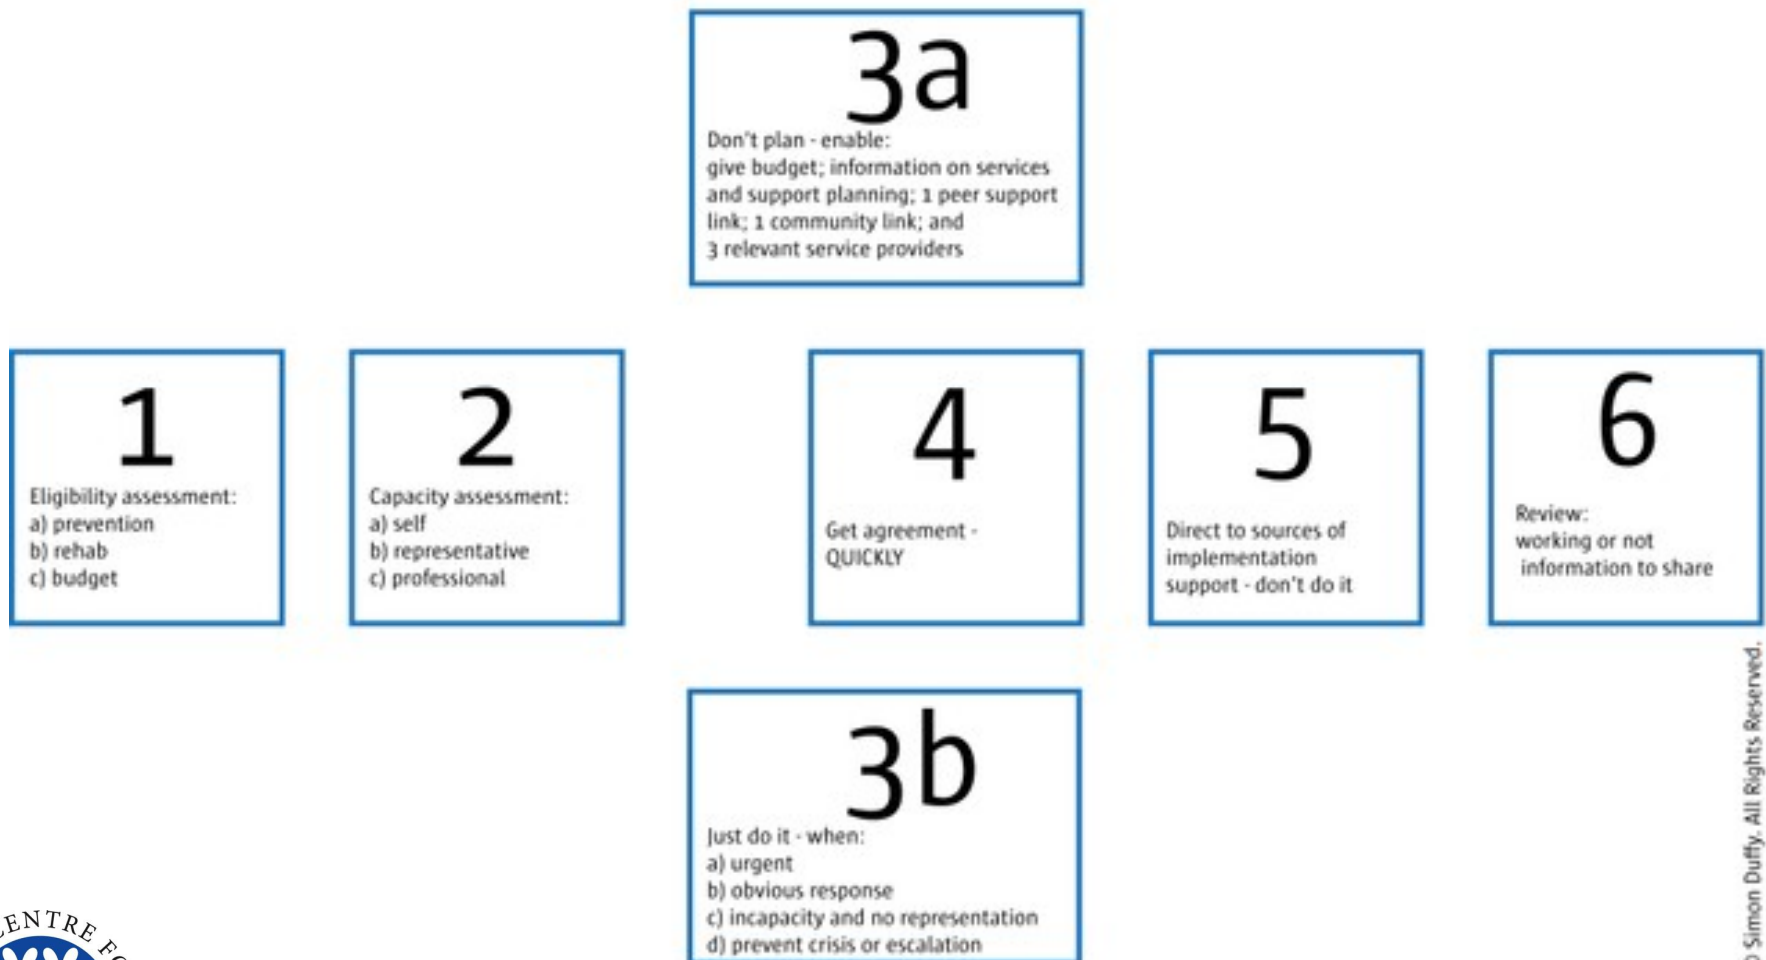 3a
Don't plan - enable:
give budget; information on services
and support planning; 1 peer support
link; 1 community link; and
3 relevant service providers
1
Eligibility assessment:
a) prevention
b) rehab
c) budget
2
Capacity assessment:
a) self
b) representative
c) professional
4
Get agreement -
QUICKLY
5
Direct to sources of
implementation
support - don't do it
6
Review:
working or not
information to share
3b
Just do it - when:
a) urgent
b) obvious response
c) incapacity and no representation
d) prevent crisis or escalation
© Simon Duffy. All Rights Reserved.
CENTRE